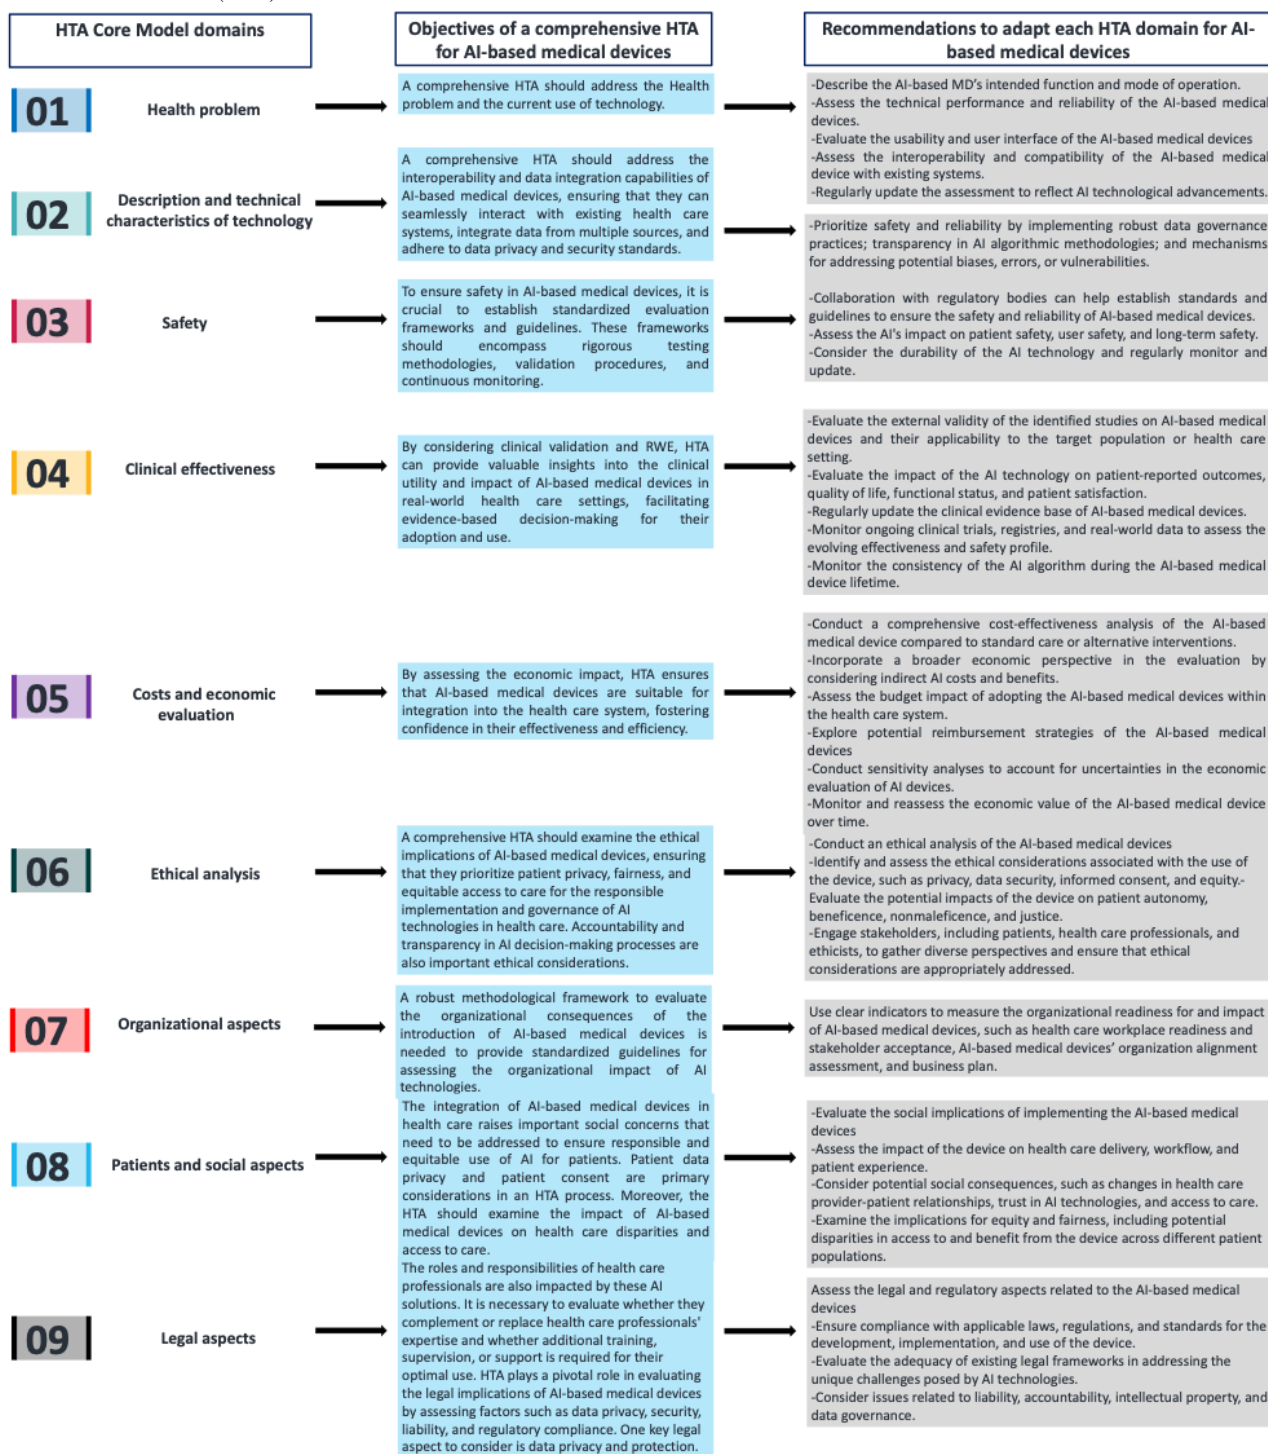 HTA Core Model domains
Objectives of a comprehensive HTA
for AI-based medical devices
Recommendations to adapt each HTA domain for AI-
based medical devices
01
Health problem
A comprehensive HTA should address the Health
problem and the current use of technology.
-Describe the AI-based MD's intended function and mode of operation.
-Assess the technical performance and reliability of the AI-based medical
devices.
-Evaluate the usability and user interface of the AI-based medical devices
-Assess the interoperability and compatibility of the AI-based medical
device with existing systems.
-Regularly update the assessment to reflect AI technological advancements.
02
Description and technical
characteristics of technology
A comprehensive HTA should address the
interoperability and data integration capabilities of
AI-based medical devices, ensuring that they can
seamlessly interact with existing health care
systems, integrate data from multiple sources, and
adhere to data privacy and security standards.
-Prioritize safety and reliability by implementing robust data governance
practices; transparency in AI algorithmic methodologies; and mechanisms
for addressing potential biases, errors, or vulnerabilities.
03
Safety
To ensure safety in AI-based medical devices, it is
crucial to establish standardized evaluation
frameworks and guidelines. These frameworks
should encompass rigorous testing
methodologies, validation procedures, and
continuous monitoring.
-Collaboration with regulatory bodies can help establish standards and
guidelines to ensure the safety and reliability of AI-based medical devices.
-Assess the AI's impact on patient safety, user safety, and long-term safety.
-Consider the durability of the AI technology and regularly monitor and
update.
04
Clinical effectiveness
By considering clinical validation and RWE, HTA
can provide valuable insights into the clinical
utility and impact of AI-based medical devices in
real-world health care settings, facilitating
evidence-based decision-making for their
adoption and use.
-Evaluate the external validity of the identified studies on AI-based medical
devices and their applicability to the target population or health care
setting.
-Evaluate the impact of the AI technology on patient-reported outcomes,
quality of life, functional status, and patient satisfaction.
-Regularly update the clinical evidence base of AI-based medical devices.
-Monitor ongoing clinical trials, registries, and real-world data to assess the
evolving effectiveness and safety profile.
-Monitor the consistency of the AI algorithm during the AI-based medical
device lifetime.
05
Costs and economic
evaluation
By assessing the economic impact, HTA ensures
that AI-based medical devices are suitable for
integration into the health care system, fostering
confidence in their effectiveness and efficiency.
-Conduct a comprehensive cost-effectiveness analysis of the AI-based
medical device compared to standard care or alternative interventions.
-Incorporate a broader economic perspective in the evaluation by
considering indirect AI costs and benefits.
-Assess the budget impact of adopting the AI-based medical devices within
the health care system.
-Explore potential reimbursement strategies of the AI-based medical
devices
-Conduct sensitivity analyses to account for uncertainties in the economic
evaluation of AI devices.
-Monitor and reassess the economic value of the AI-based medical device
over time.
06
Ethical analysis
A comprehensive HTA should examine the ethical
implications of AI-based medical devices, ensuring
that they prioritize patient privacy, fairness, and
equitable access to care for the responsible
implementation and governance of AI
technologies in health care. Accountability and
transparency in AI decision-making processes are
also important ethical considerations.
-Conduct an ethical analysis of the AI-based medical devices
-Identify and assess the ethical considerations associated with the use of
the device, such as privacy, data security, informed consent, and equity.-
Evaluate the potential impacts of the device on patient autonomy,
beneficence, nonmaleficence, and justice.
-Engage stakeholders, including patients, health care professionals, and
ethicists, to gather diverse perspectives and ensure that ethical
considerations are appropriately addressed.
07
Organizational aspects
A robust methodological framework to evaluate
the organizational consequences of the
introduction of AI-based medical devices is
needed to provide standardized guidelines for
assessing the organizational impact of AI
technologies.
Use clear indicators to measure the organizational readiness for and impact
of AI-based medical devices, such as health care workplace readiness and
stakeholder acceptance, AI-based medical devices' organization alignment
assessment, and business plan.
08
Patients and social aspects
The integration of AI-based medical devices in
health care raises important social concerns that
need to be addressed to ensure responsible and
equitable use of AI for patients. Patient data
privacy and patient consent are primary
considerations in an HTA process. Moreover, the
HTA should examine the impact of AI-based
medical devices on health care disparities and
access to care.
-Evaluate the social implications of implementing the AI-based medical
devices
-Assess the impact of the device on health care delivery, workflow, and
patient experience.
-Consider potential social consequences, such as changes in health care
provider-patient relationships, trust in AI technologies, and access to care.
-Examine the implications for equity and fairness, including potential
disparities in access to and benefit from the device across different patient
populations.
09
Legal aspects
The roles and responsibilities of health care
professionals are also impacted by these AI
solutions. It is necessary to evaluate whether they
complement or replace health care professionals'
expertise and whether additional training,
supervision, or support is required for their
optimal use. HTA plays a pivotal role in evaluating
the legal implications of AI-based medical devices
by assessing factors such as data privacy, security,
liability, and regulatory compliance. One key legal
aspect to consider is data privacy and protection.
Assess the legal and regulatory aspects related to the AI-based medical
devices
-Ensure compliance with applicable laws, regulations, and standards for the
development, implementation, and use of the device.
-Evaluate the adequacy of existing legal frameworks in addressing the
unique challenges posed by AI technologies.
-Consider issues related to liability, accountability, intellectual property, and
data governance.